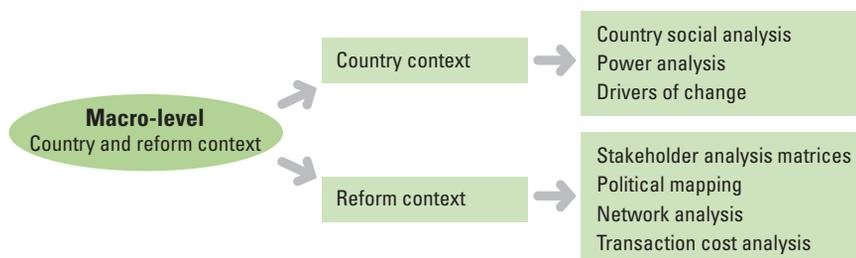 Macro-level
Country and reform context
Country context
Country social analysis
Power analysis
Drivers of change
Reform context
Stakeholder analysis matrices
Political mapping
Network analysis
Transaction cost analysis